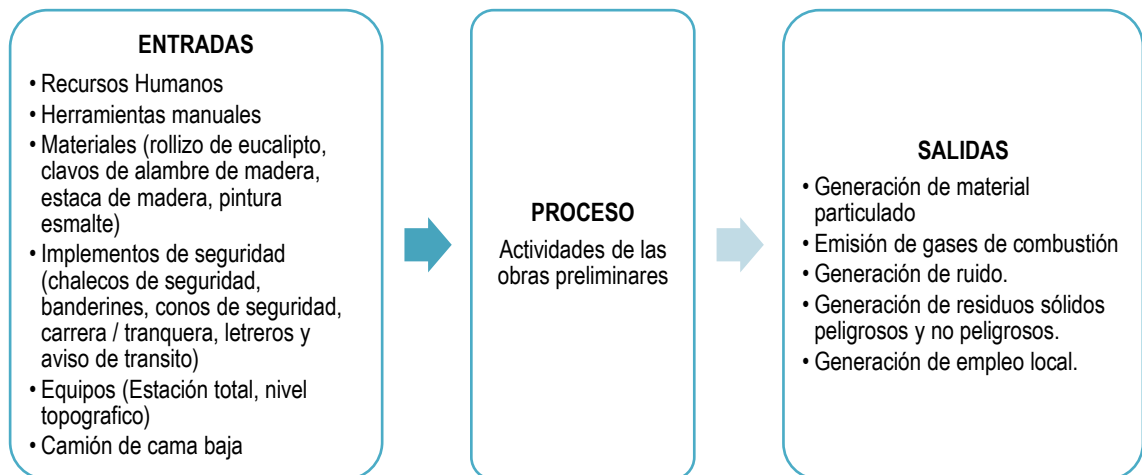 ENTRADAS
• Recursos Humanos
• Herramientas manuales
• Materiales (rollizo de eucalipto,
clavos de alambre de madera,
estaca de madera, pintura
esmalte)
• Implementos de seguridad
(chalecos de seguridad,
banderines, conos de seguridad,
carrera / tranquera, letreros y
aviso de transito)
• Equipos (Estación total, nivel
topografico)
• Camión de cama baja
PROCESO
Actividades de las
obras preliminares
SALIDAS
• Generación de material
particulado
• Emisión de gases de combustión
• Generación de ruido.
• Generación de residuos sólidos
peligrosos y no peligrosos.
• Generación de empleo local.